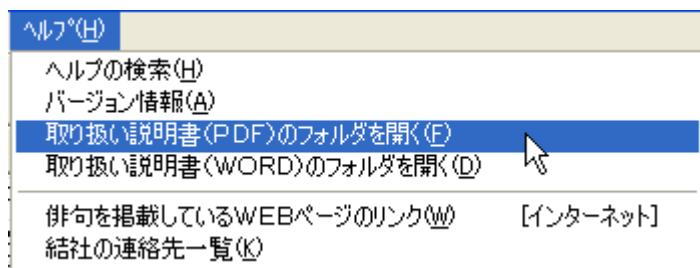 ﾍﾙﾌﾟ(H)
ヘルプの検索(H)
バージョン情報(A)
取り扱い説明書(PDF)のフォルダを開く(F)
取り扱い説明書(WORD)のフォルダを開く(D)
俳句を掲載しているWEBページのリンク(W) [インターネット]
結社の連絡先一覧(K)